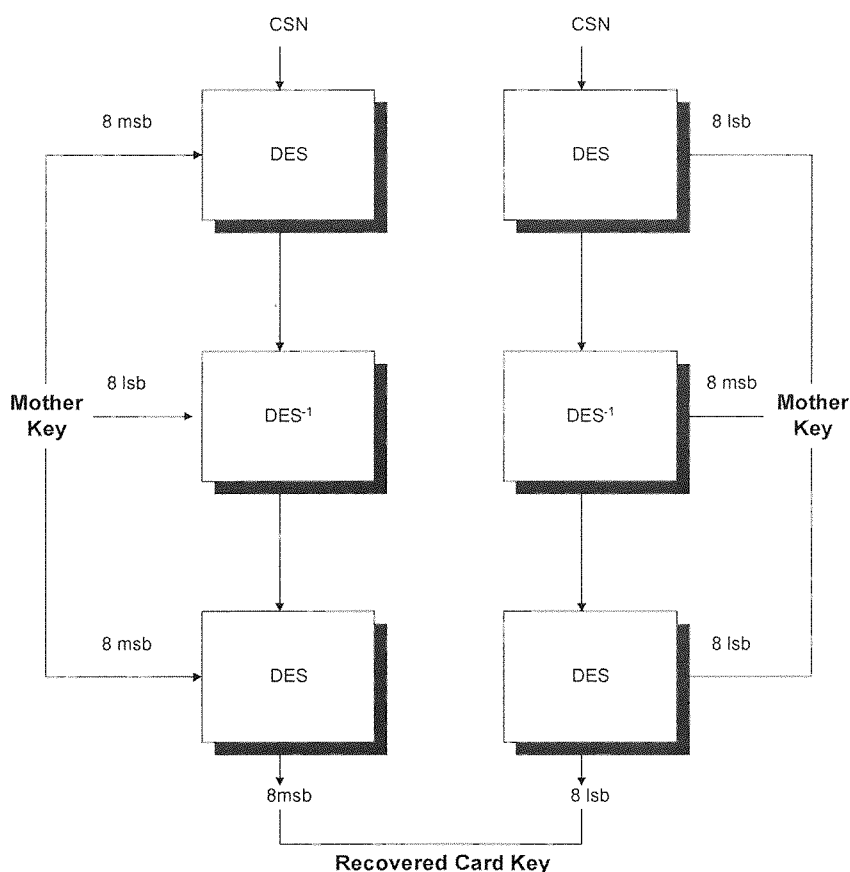 CSN
CSN
8 msb
DES
DES
8 lsb
Mother
Key
8 lsb
DES-1
DES-1
8 msb
Mother
Key
8 msb
DES
DES
8 lsb
8msb
8 lsb
Recovered Card Key